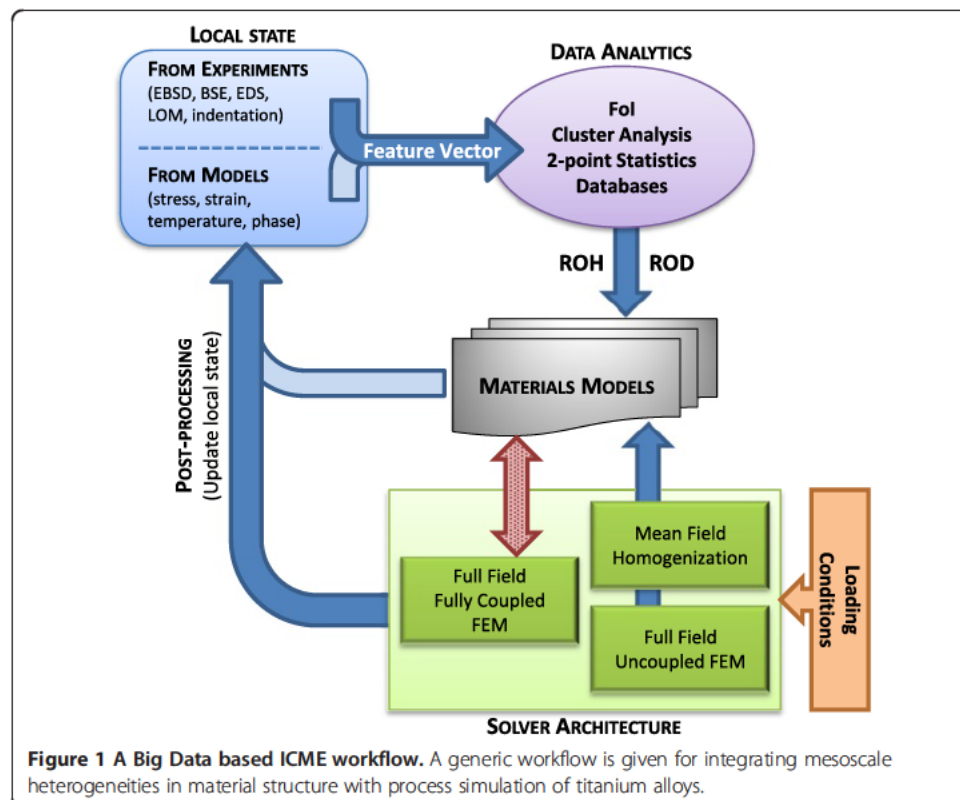 LOCAL STATE
FROM EXPERIMENTS
(EBSD, BSE, EDS,
LOM, indentation)
FROM MODELS
(stress, strain,
temperature, phase)
Feature Vector
DATA ANALYTICS
FoI
Cluster Analysis
2-point Statistics
Databases
ROH
ROD
MATERIALS MODELS
POST-PROCESSING
(Update local state)
Mean Field
Homogenization
Full Field
Fully Coupled
FEM
Full Field
Uncoupled FEM
Loading
Conditions
SOLVER ARCHITECTURE
Figure 1 A Big Data based ICME workflow. A generic workflow is given for integrating mesoscale
heterogeneities in material structure with process simulation of titanium alloys.